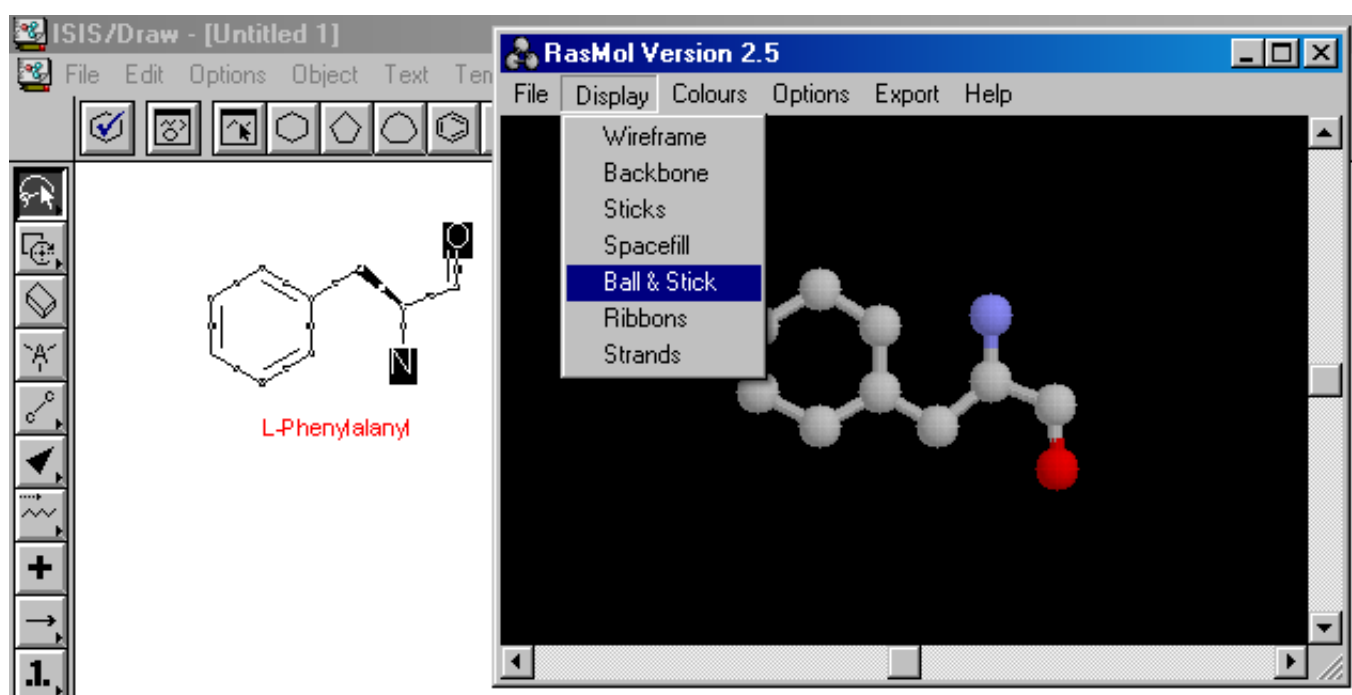 ISIS/Draw - [Untitled 1]
File Edit Options Object Text Ten
O
N
L-Phenylalanyl
A
c
c
.1.
RasMol Version 2.5
File Display Colours Options Export Help
Wireframe
Backbone
Sticks
Spacefill
Ball & Stick
Ribbons
Strands